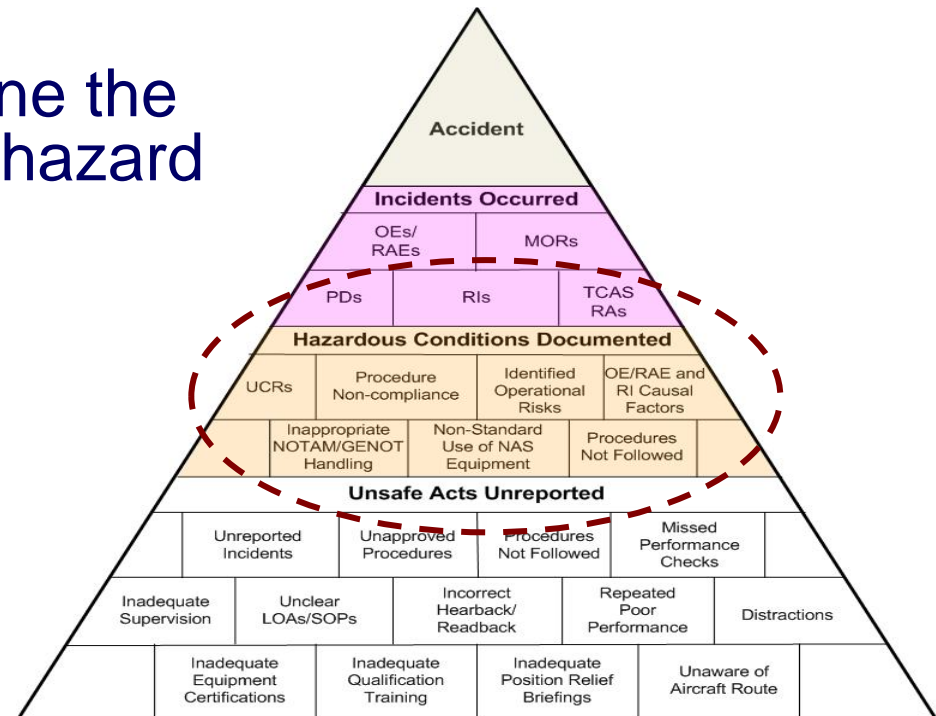 ne the
hazard
Accident
Incidents Occurred
OEs/
RAEs
MORs
PDs
RIs
TCAS
RAs
Hazardous Conditions Documented
UCRs
Procedure
Non-compliance
Identified
Operational
Risks
OE/RAE and
RI Causal
Factors
Inappropriate
NOTAM/GENOT
Handling
Non-Standard
Use of NAS
Equipment
Procedures
Not Followed
Unsafe Acts Unreported
Unreported
Incidents
Unapproved
Procedures
Procedures
Not Followed
Missed
Performance
Checks
Inadequate
Supervision
Unclear
LOAs/SOPs
Incorrect
Hearback/
Readback
Repeated
Poor
Performance
Distractions
Inadequate
Equipment
Certifications
Inadequate
Qualification
Training
Inadequate
Position Relief
Briefings
Unaware of
Aircraft Route